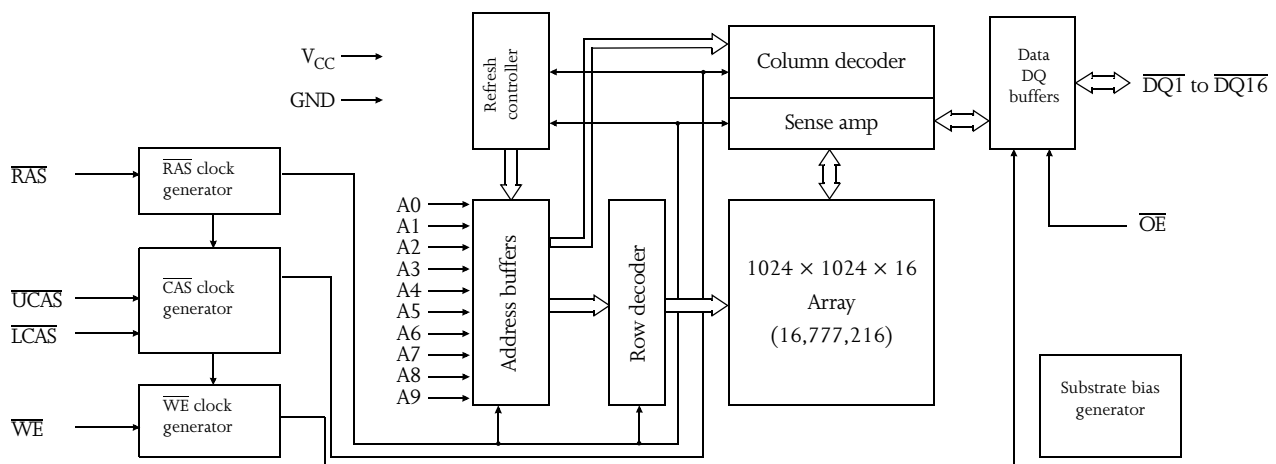 V_CC
GND
Refresh
controller
Column decoder
Sense amp
Data
DQ
buffers
DQ1 to DQ16
RAS
RAS clock
generator
UCAS
LCAS
CAS clock
generator
WE
WE clock
generator
A0
A1
A2
A3
A4
A5
A6
A7
A8
A9
Address buffers
Row decoder
1024 × 1024 × 16
Array
(16,777,216)
OE
Substrate bias
generator